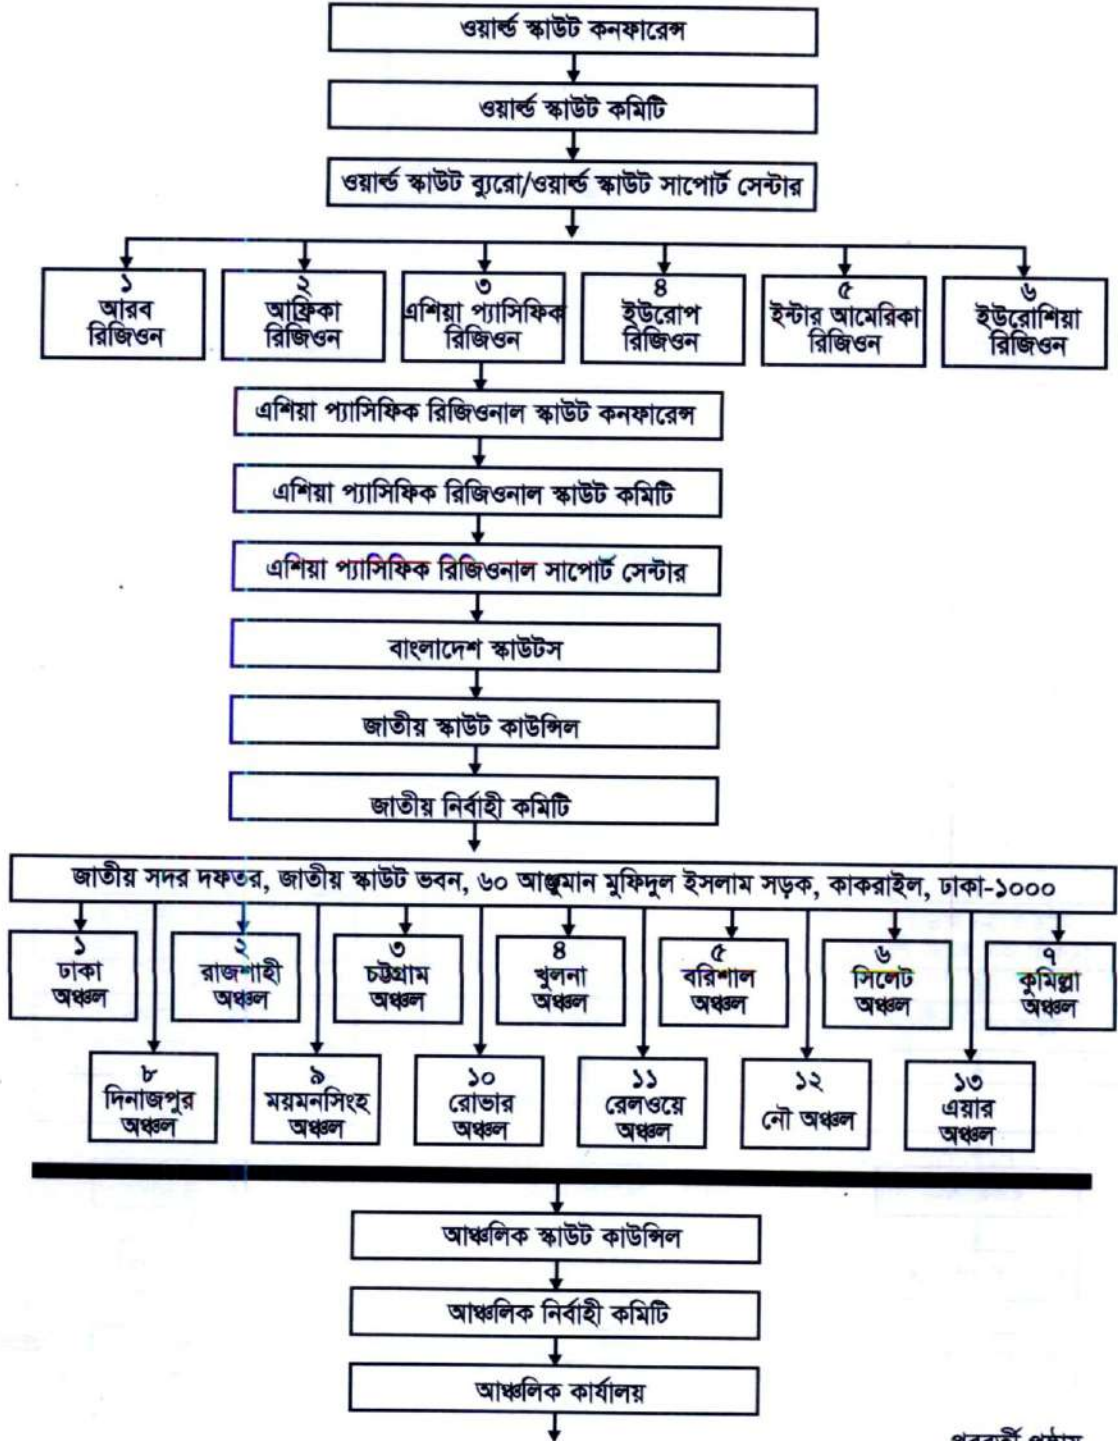 ওয়ার্ল্ড স্কাউট কনফারেন্স
ওয়ার্ল্ড স্কাউট কমিটি
ওয়ার্ল্ড স্কাউট ব্যুরো/ওয়ার্ল্ড স্কাউট সাপোর্ট সেন্টার
১
আরব
রিজিওন
২
আফ্রিকা
রিজিওন
৩
এশিয়া প্যাসিফিক
রিজিওন
৪
ইউরোপ
রিজিওন
৫
ইন্টার আমেরিকা
রিজিওন
৬
ইউরোশিয়া
রিজিওন
এশিয়া প্যাসিফিক রিজিওনাল স্কাউট কনফারেন্স
এশিয়া প্যাসিফিক রিজিওনাল স্কাউট কমিটি
এশিয়া প্যাসিফিক রিজিওনাল সাপোর্ট সেন্টার
বাংলাদেশ স্কাউটস
জাতীয় স্কাউট কাউন্সিল
জাতীয় নির্বাহী কমিটি
জাতীয় সদর দফতর, জাতীয় স্কাউট ভবন, ৬০ আঞ্জুমান মুফিদুল ইসলাম সড়ক, কাকরাইল, ঢাকা-১০০০
১
ঢাকা
অঞ্চল
২
রাজশাহী
অঞ্চল
৩
চট্টগ্রাম
অঞ্চল
৪
খুলনা
অঞ্চল
৫
বরিশাল
অঞ্চল
৬
সিলেট
অঞ্চল
৭
কুমিল্লা
অঞ্চল
৮
দিনাজপুর
অঞ্চল
৯
ময়মনসিংহ
অঞ্চল
১০
রোভার
অঞ্চল
১১
রেলওয়ে
অঞ্চল
১২
নৌ অঞ্চল
১৩
এয়ার
অঞ্চল
আঞ্চলিক স্কাউট কাউন্সিল
আঞ্চলিক নির্বাহী কমিটি
আঞ্চলিক কার্যালয়